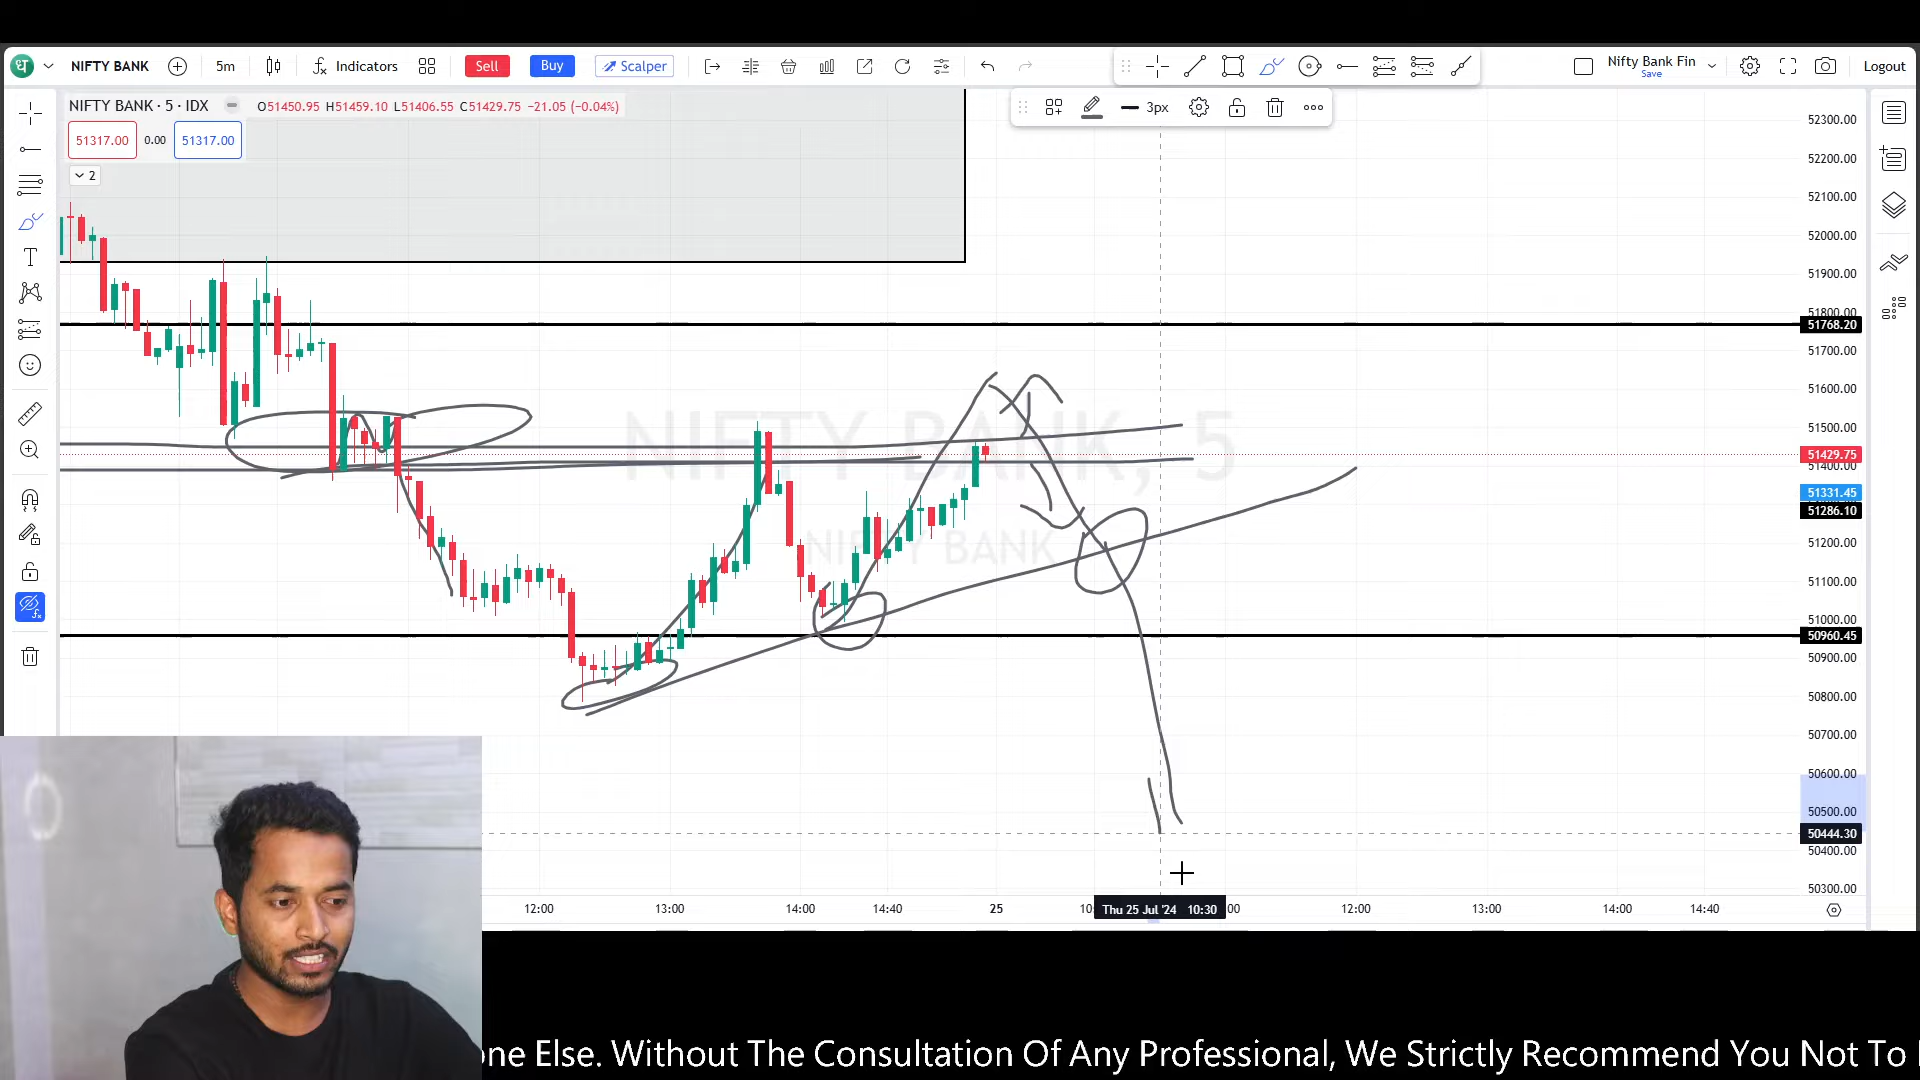 NIFTY BANK
5m
Indicators
Sell
Buy
Scalper
Nifty Bank Fin
Save
Logout
NIFTY BANK · 5 · IDX
O51450.95 H51459.10 L51406.55 C51429.75 −21.05 (−0.04%)
3px
51317.00
0.00
51317.00
2
NIFTY BANK, 5
NIFTY BANK
52300.00
52200.00
52100.00
52000.00
51900.00
51800.00
51768.20
51700.00
51600.00
51500.00
51429.75
51400.00
51331.45
51286.10
51200.00
51100.00
51000.00
50960.45
50900.00
50800.00
50700.00
50600.00
50500.00
50444.30
50400.00
50300.00
12:00
13:00
14:00
14:40
25
Thu 25 Jul '24 10:30
12:00
13:00
14:00
14:40
one Else. Without The Consultation Of Any Professional, We Strictly Recommend You Not To